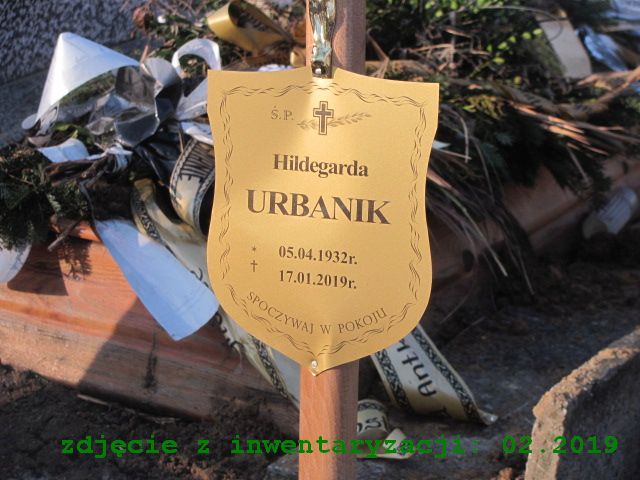 Ś.P.
Hildegarda
URBANIK
* 05.04.1932r.
† 17.01.2019r.
SPOCZYWAJ W POKOJU
zdjęcie z inwentaryzacji: 02.2019